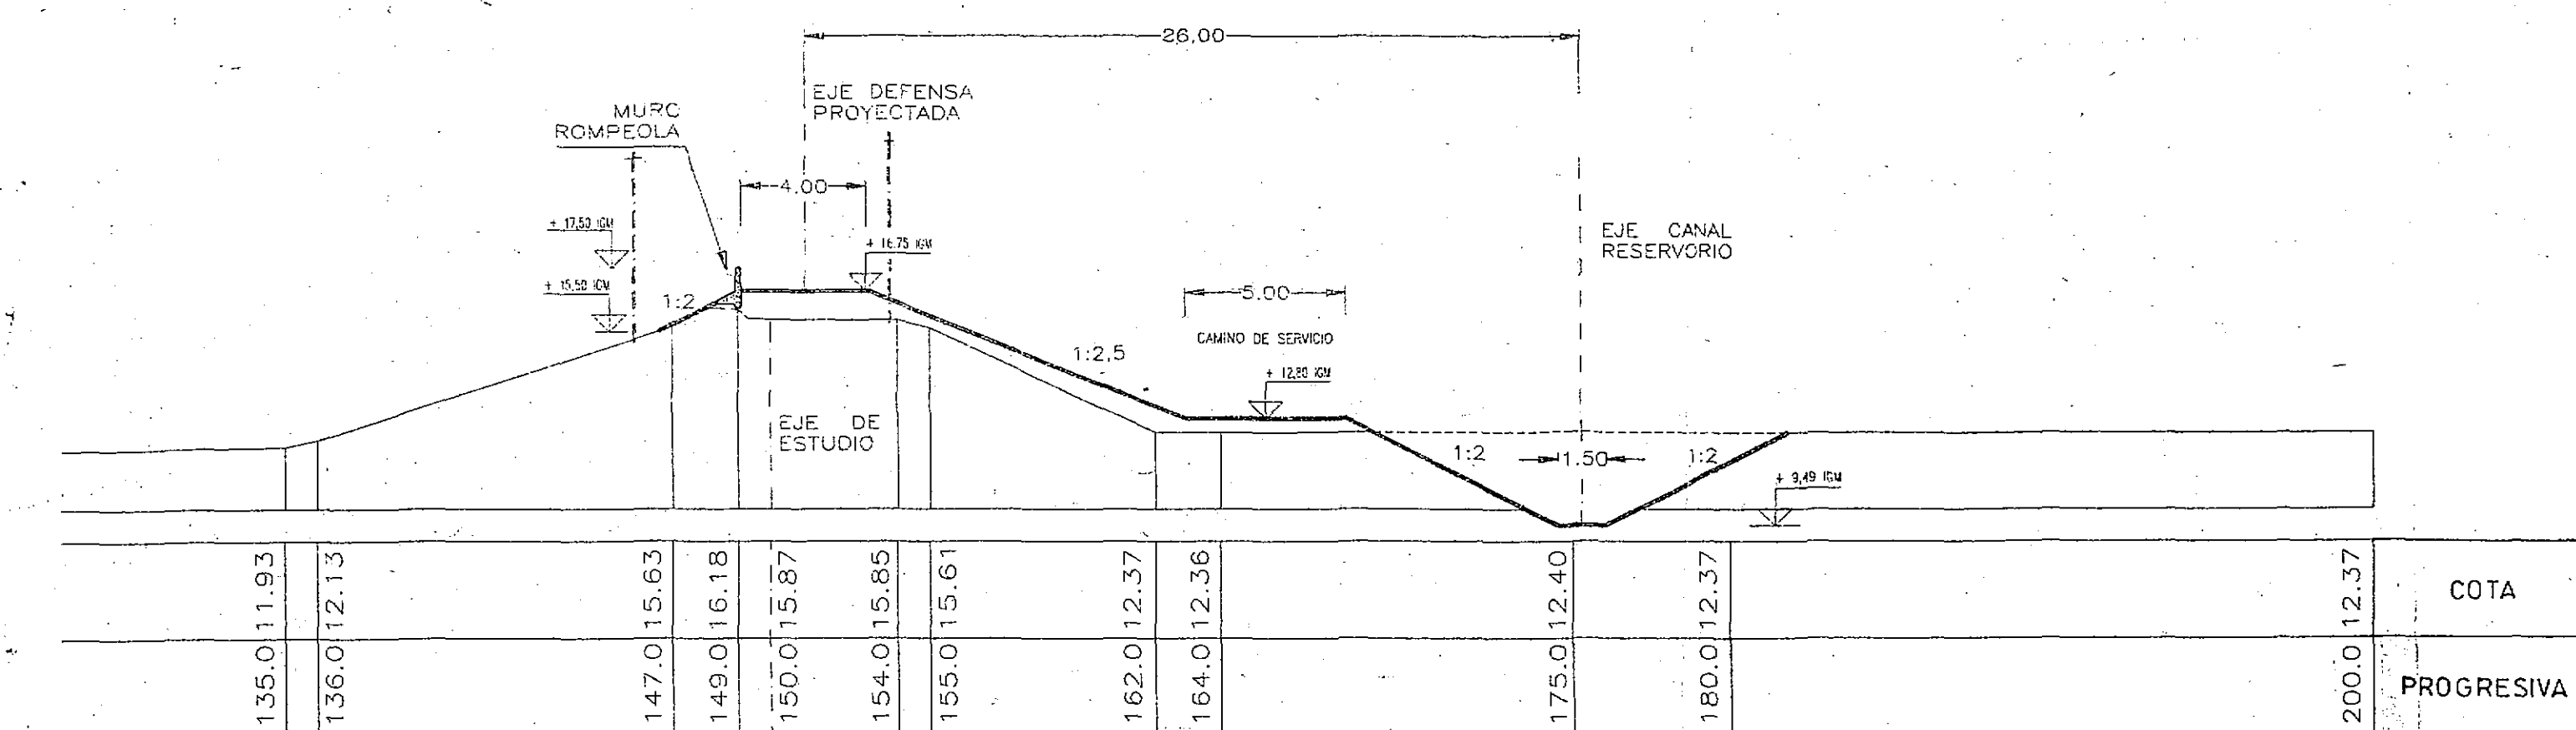 26,00
EJE DEFENSA
PROYECTADA
MURO
ROMPEOLA
4.00
+ 17,50 IGM
+ 16.75 IGM
EJE CANAL
RESERVORIO
+ 15,50 IGM
1:2
5.00
CAMINO DE SERVICIO
1:2,5
+ 12,80 IGM
EJE DE
ESTUDIO
1:2
1.50
1:2
+ 9,49 IGM
11.93
12.13
15.63
16.18
15.87
15.85
15.61
12.37
12.36
12.40
12.37
12.37
COTA
135.0
136.0
147.0
149.0
150.0
154.0
155.0
162.0
164.0
175.0
180.0
200.0
PROGRESIVA